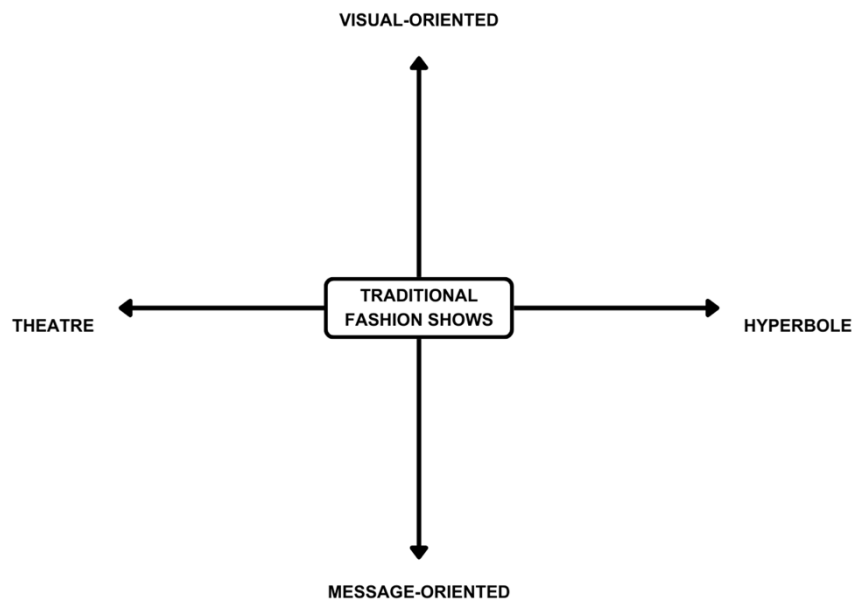 VISUAL-ORIENTED
TRADITIONAL
FASHION SHOWS
THEATRE
HYPERBOLE
MESSAGE-ORIENTED